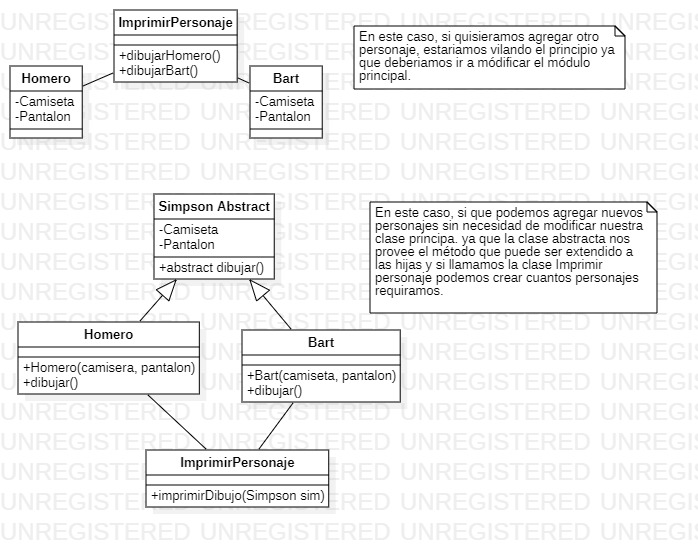 ImprimirPersonaje
+dibujarHomero()
+dibujarBart()
Homero
-Camiseta
-Pantalon
Bart
-Camiseta
-Pantalon
En este caso, si quisieramos agregar otro
personaje, estariamos vilando el principio ya
que deberiamos ir a módificar el módulo
principal.
Simpson Abstract
-Camiseta
-Pantalon
+abstract dibujar()
En este caso, si que podemos agregar nuevos
personajes sin necesidad de modificar nuestra
clase principa. ya que la clase abstracta nos
provee el método que puede ser extendido a
las hijas y si llamamos la clase Imprimir
personaje podemos crear cuantos personajes
requiramos.
Homero
+Homero(camisera, pantalon)
+dibujar()
Bart
+Bart(camiseta, pantalon)
+dibujar()
ImprimirPersonaje
+imprimirDibujo(Simpson sim)
UNREGISTERED